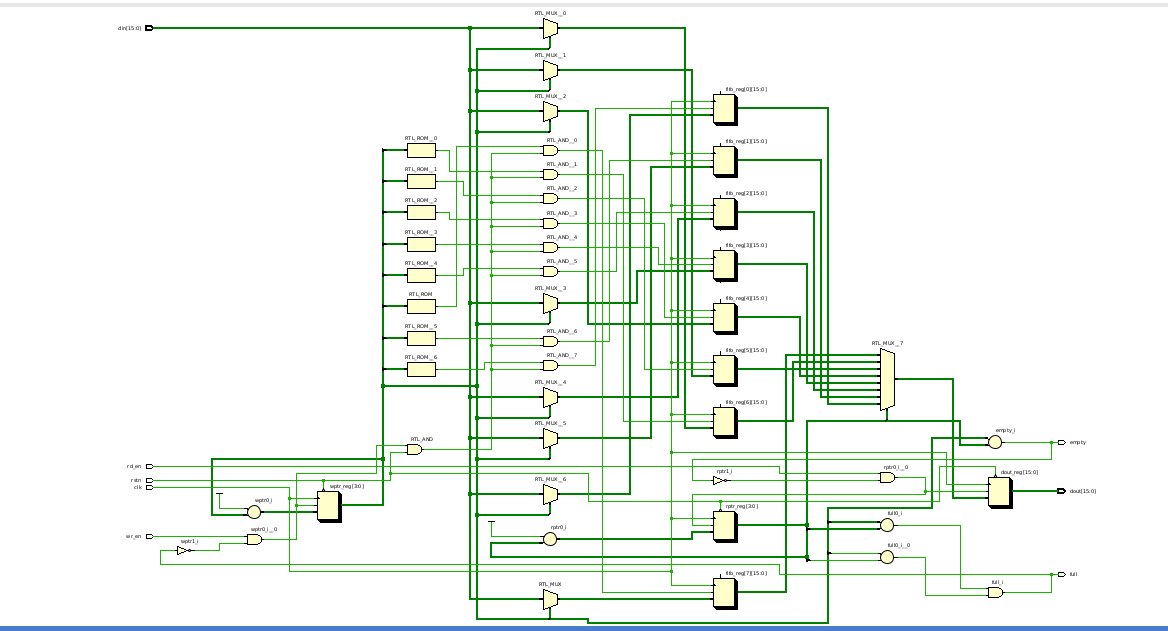 RTL_MUX__0
din[15:0]
RTL_MUX__1
fifo_reg[0][15:0]
RTL_MUX__2
RTL_ROM__0
RTL_AND__0
fifo_reg[1][15:0]
RTL_ROM__1
RTL_AND__1
RTL_AND__2
fifo_reg[2][15:0]
RTL_ROM__2
RTL_AND__3
RTL_ROM__3
RTL_AND__4
fifo_reg[3][15:0]
RTL_ROM__4
RTL_AND__5
RTL_ROM
RTL_MUX__3
fifo_reg[4][15:0]
RTL_ROM__5
RTL_AND__6
RTL_MUX__7
fifo_reg[5][15:0]
RTL_ROM__6
RTL_AND__7
RTL_MUX__4
fifo_reg[6][15:0]
RTL_MUX__5
empty_i
RTL_AND
empty
rd_en
rptr1_i
rptr0_i__0
dout_reg[15:0]
rstn
RTL_MUX__6
clk
wptr_reg[3:0]
dout[15:0]
wptr0_i
rptr_reg[3:0]
full0_i
wptr0_i__0
rptr0_i
wr_en
wptr1_i
full0_i__0
fifo_reg[7][15:0]
full
RTL_MUX
full_i